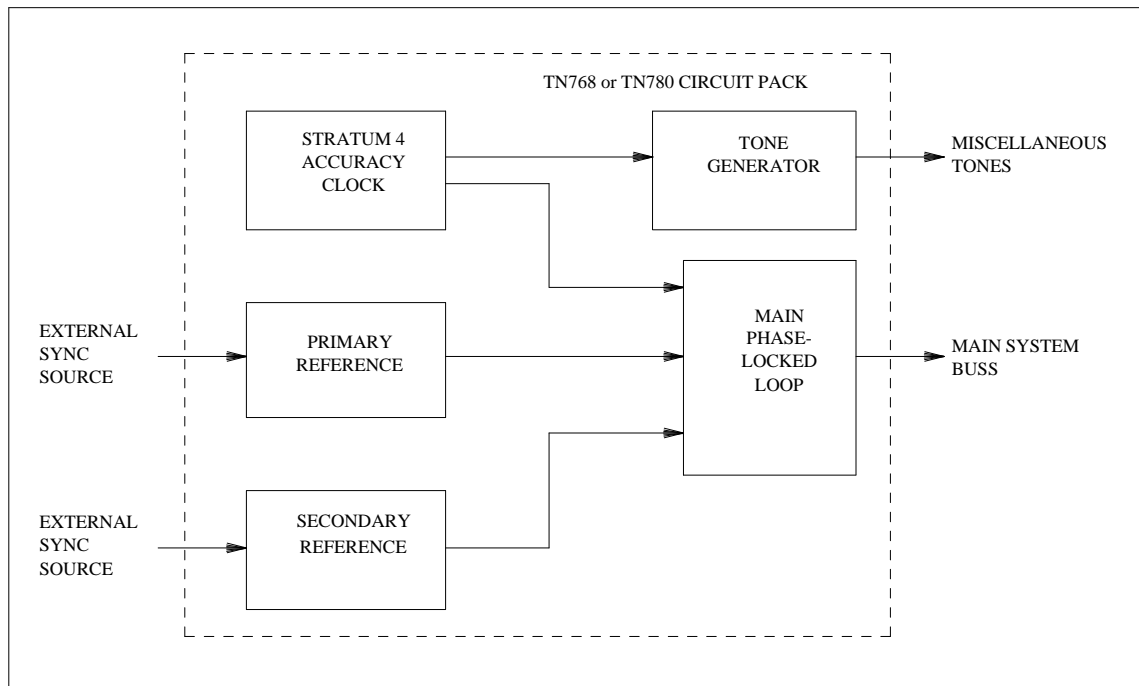 TN768 or TN780 CIRCUIT PACK
STRATUM 4
ACCURACY
CLOCK
TONE
GENERATOR
MISCELLANEOUS
TONES
EXTERNAL
SYNC
SOURCE
PRIMARY
REFERENCE
MAIN
PHASE-
LOCKED
LOOP
MAIN SYSTEM
BUSS
EXTERNAL
SYNC
SOURCE
SECONDARY
REFERENCE